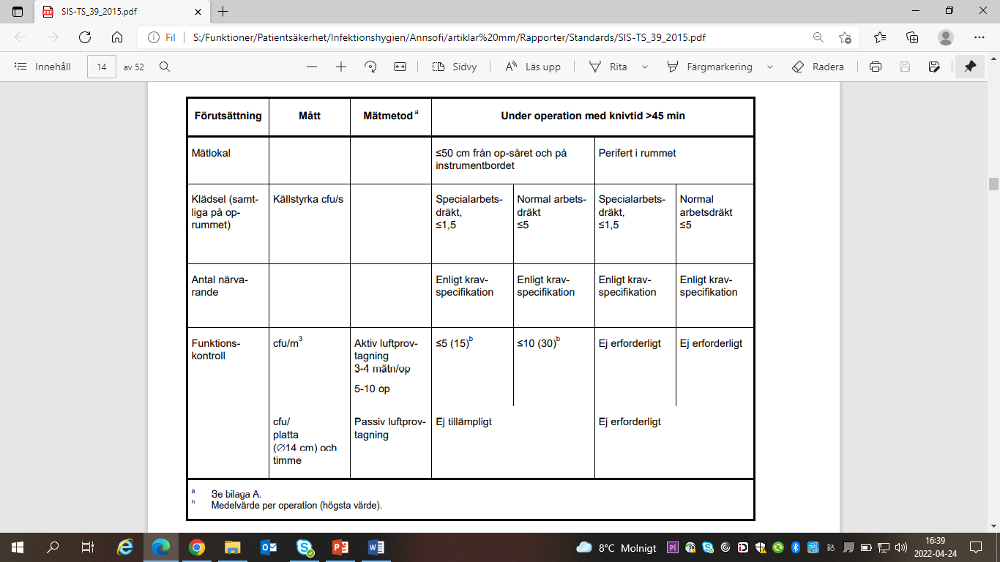 SIS-TS_39_2015.pdf
Fil
S:/Funktioner/Patientsäkerhet/Infektionshygien/Annsofi/artiklar%20mm/Rapporter/Standards/SIS-TS_39_2015.pdf
Innehåll
14
av 52
Sidvy
Läs upp
Rita
Färgmarkering
Radera
Förutsättning
Mått
Mätmetod a
Under operation med knivtid >45 min
Mätlokal
≤50 cm från op-såret och på
instrumentbordet
Perifert i rummet
Klädsel (samt-
liga på op-
rummet)
Källstyrka cfu/s
Specialarbets-
dräkt,
≤1,5
Normal arbets-
dräkt
≤5
Specialarbets-
dräkt,
≤1,5
Normal
arbetsdräkt
≤5
Antal närva-
rande
Enligt krav-
specifikation
Enligt krav-
specifikation
Enligt krav-
specifikation
Enligt krav-
specifikation
Funktions-
kontroll
cfu/m3
Aktiv luftprov-
tagning
3-4 mätn/op
5-10 op
≤5 (15)b
≤10 (30)b
Ej erforderligt
Ej erforderligt
cfu/
platta
(∅14 cm) och
timme
Passiv luftprov-
tagning
Ej tillämpligt
Ej erforderligt
a Se bilaga A.
b Medelvärde per operation (högsta värde).
8°C Molnigt
16:39
2022-04-24